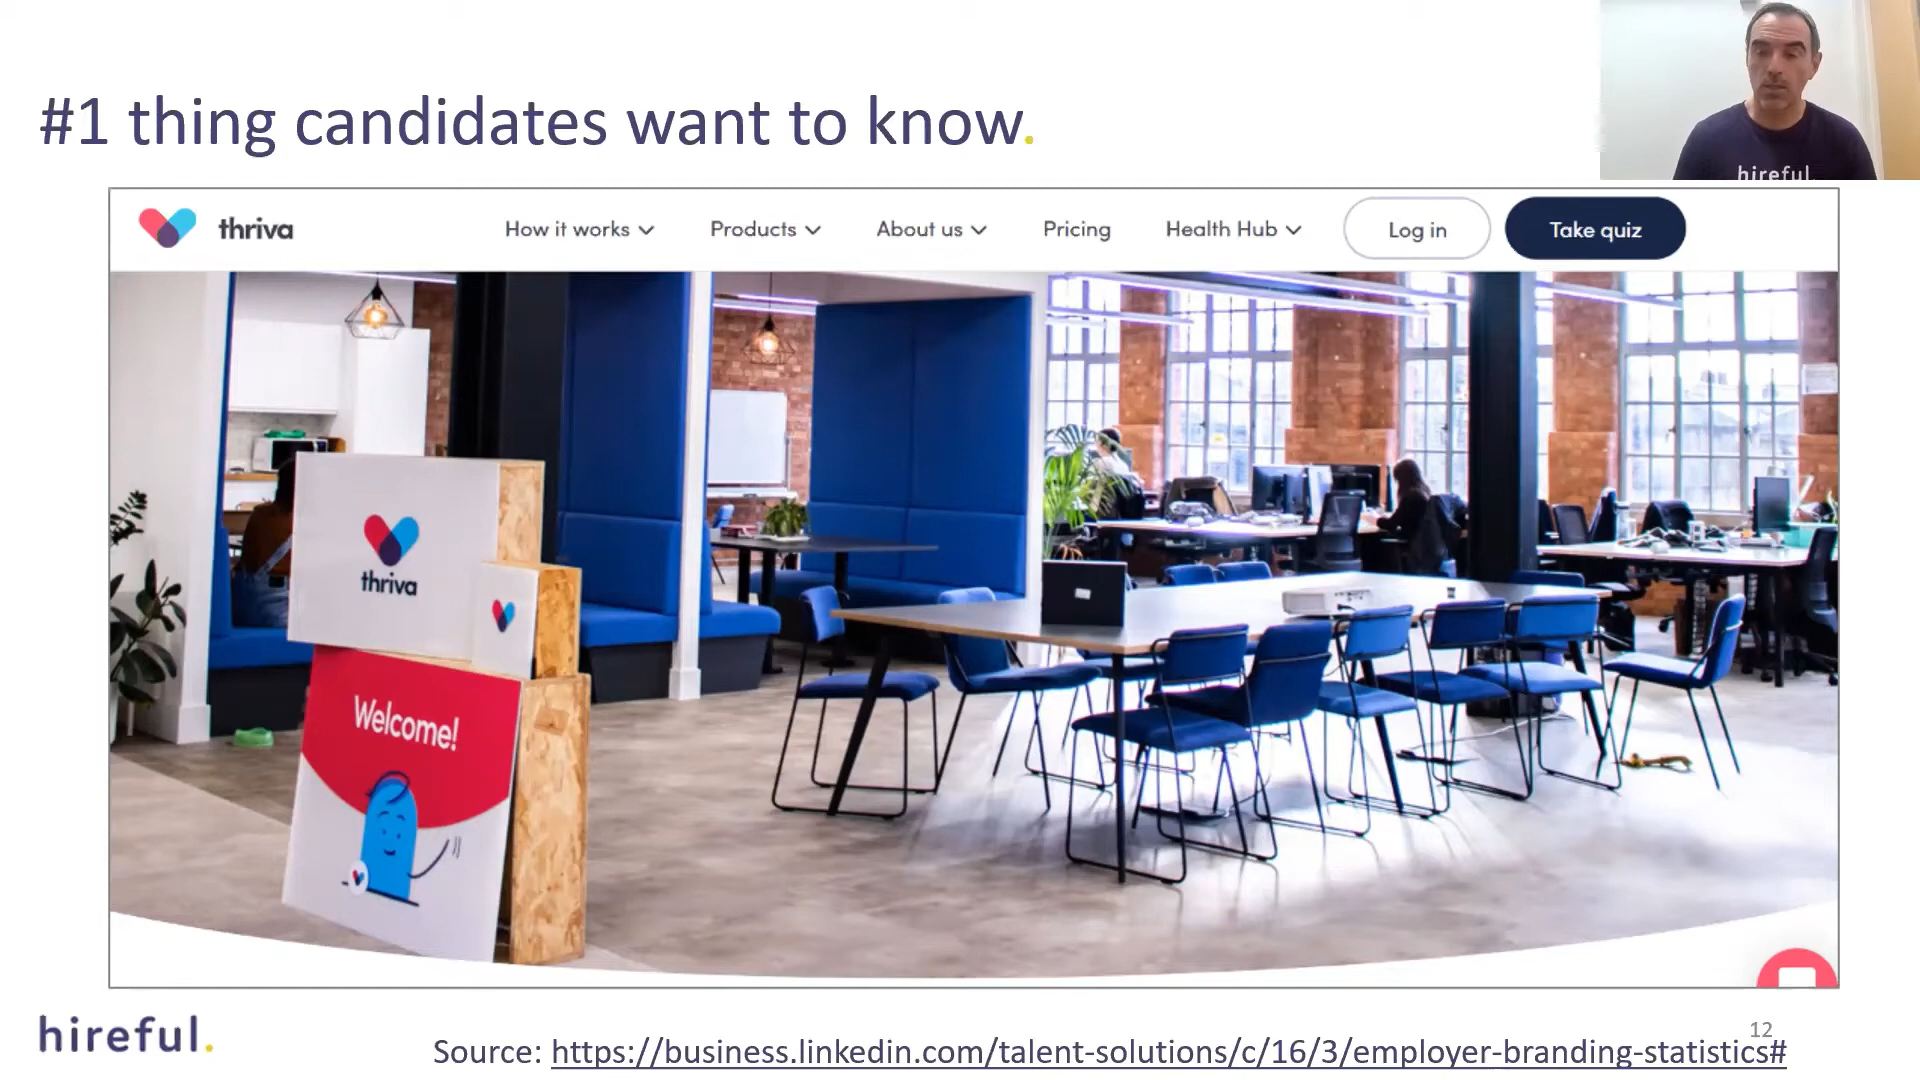 #1 thing candidates want to know.
hireful.
thriva
How it works
Products
About us
Pricing
Health Hub
Log in
Take quiz
thriva
Welcome!
hireful.
12
Source: https://business.linkedin.com/talent-solutions/c/16/3/employer-branding-statistics#